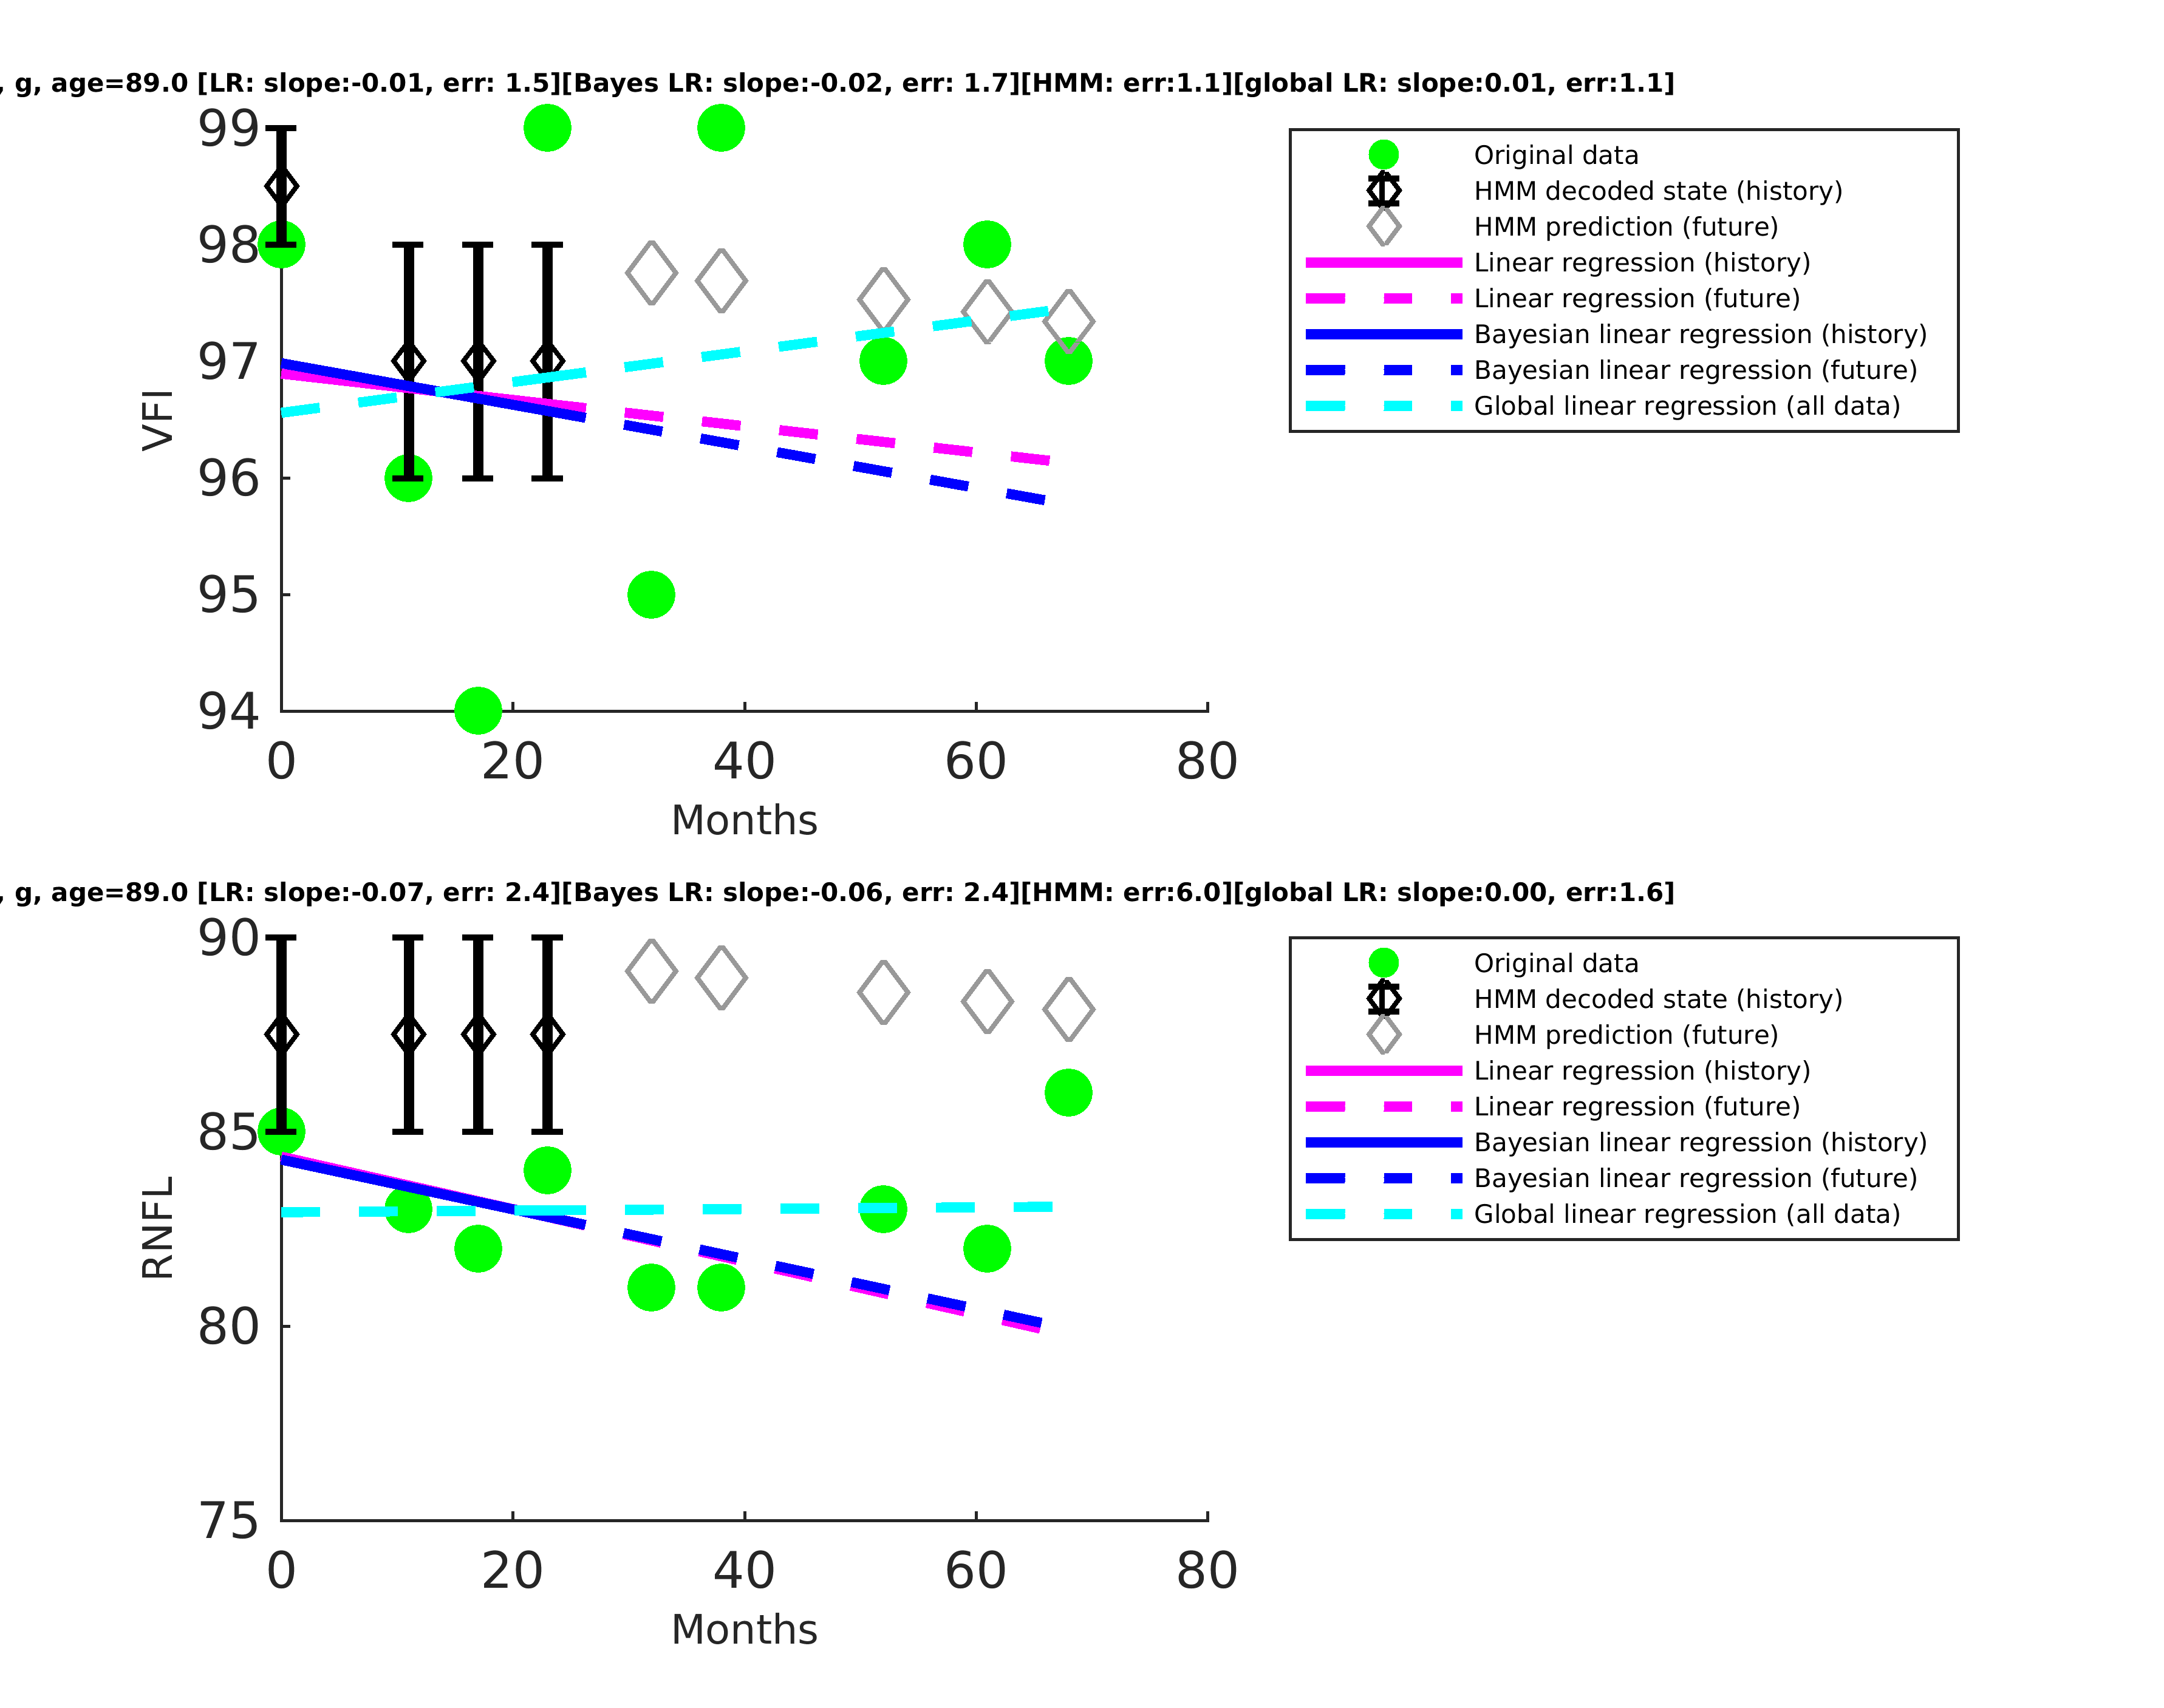 , g, age=89.0 [LR: slope:-0.01, err: 1.5][Bayes LR: slope:-0.02, err: 1.7][HMM: err:1.1][global LR: slope:0.01, err:1.1]
99
98
97
96
95
94
VFI
0 20 40 60 80
Months
Original data
HMM decoded state (history)
HMM prediction (future)
Linear regression (history)
Linear regression (future)
Bayesian linear regression (history)
Bayesian linear regression (future)
Global linear regression (all data)
, g, age=89.0 [LR: slope:-0.07, err: 2.4][Bayes LR: slope:-0.06, err: 2.4][HMM: err:6.0][global LR: slope:0.00, err:1.6]
90
85
80
75
RNFL
0 20 40 60 80
Months
Original data
HMM decoded state (history)
HMM prediction (future)
Linear regression (history)
Linear regression (future)
Bayesian linear regression (history)
Bayesian linear regression (future)
Global linear regression (all data)